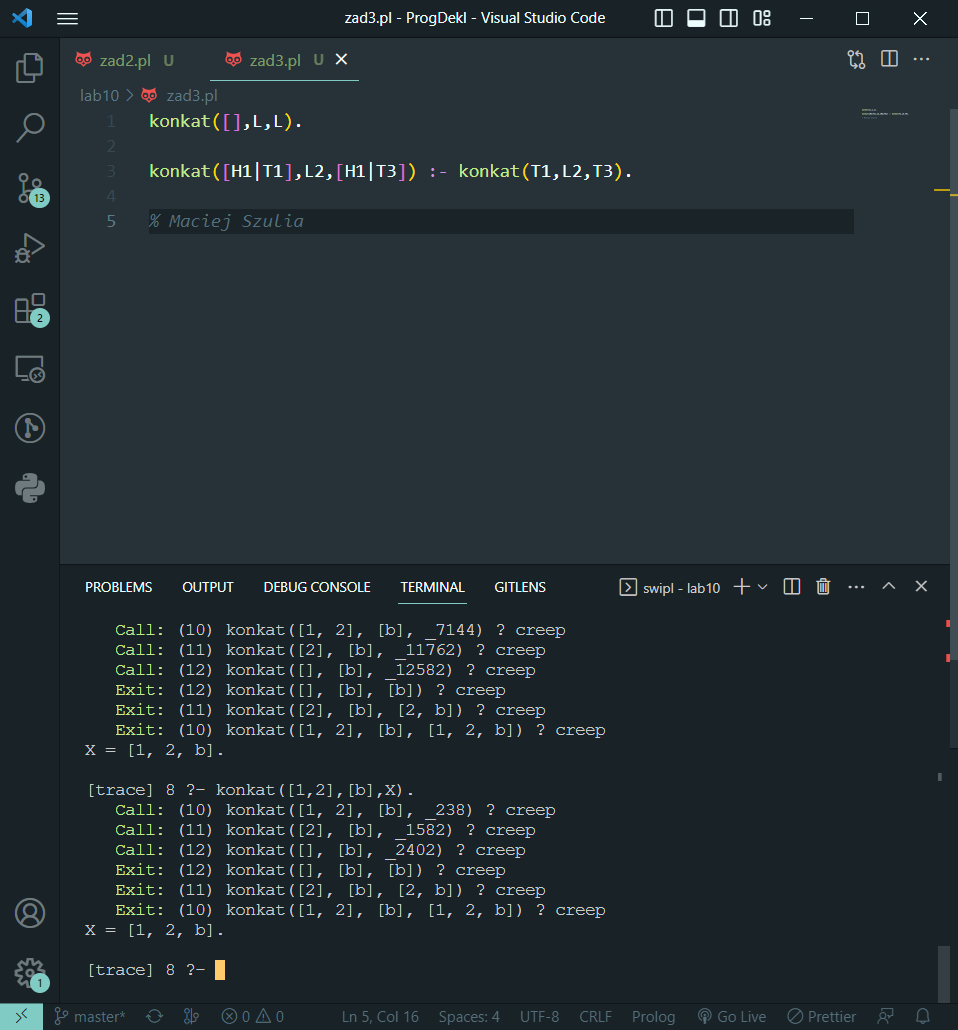 zad3.pl - ProgDekl - Visual Studio Code
zad2.pl U zad3.pl U
lab10 > zad3.pl
1 konkat([],L,L).
2
3 konkat([H1|T1],L2,[H1|T3]) :- konkat(T1,L2,T3).
4
5 % Maciej Szulia
13
2
PROBLEMS OUTPUT DEBUG CONSOLE TERMINAL GITLENS swipl - lab10
Call: (10) konkat([1, 2], [b], _7144) ? creep
Call: (11) konkat([2], [b], _11762) ? creep
Call: (12) konkat([], [b], _12582) ? creep
Exit: (12) konkat([], [b], [b]) ? creep
Exit: (11) konkat([2], [b], [2, b]) ? creep
Exit: (10) konkat([1, 2], [b], [1, 2, b]) ? creep
X = [1, 2, b].
[trace] 8 ?- konkat([1,2],[b],X).
Call: (10) konkat([1, 2], [b], _238) ? creep
Call: (11) konkat([2], [b], _1582) ? creep
Call: (12) konkat([], [b], _2402) ? creep
Exit: (12) konkat([], [b], [b]) ? creep
Exit: (11) konkat([2], [b], [2, b]) ? creep
Exit: (10) konkat([1, 2], [b], [1, 2, b]) ? creep
X = [1, 2, b].
[trace] 8 ?-
1
master* 0 0 Ln 5, Col 16 Spaces: 4 UTF-8 CRLF Prolog Go Live Prettier